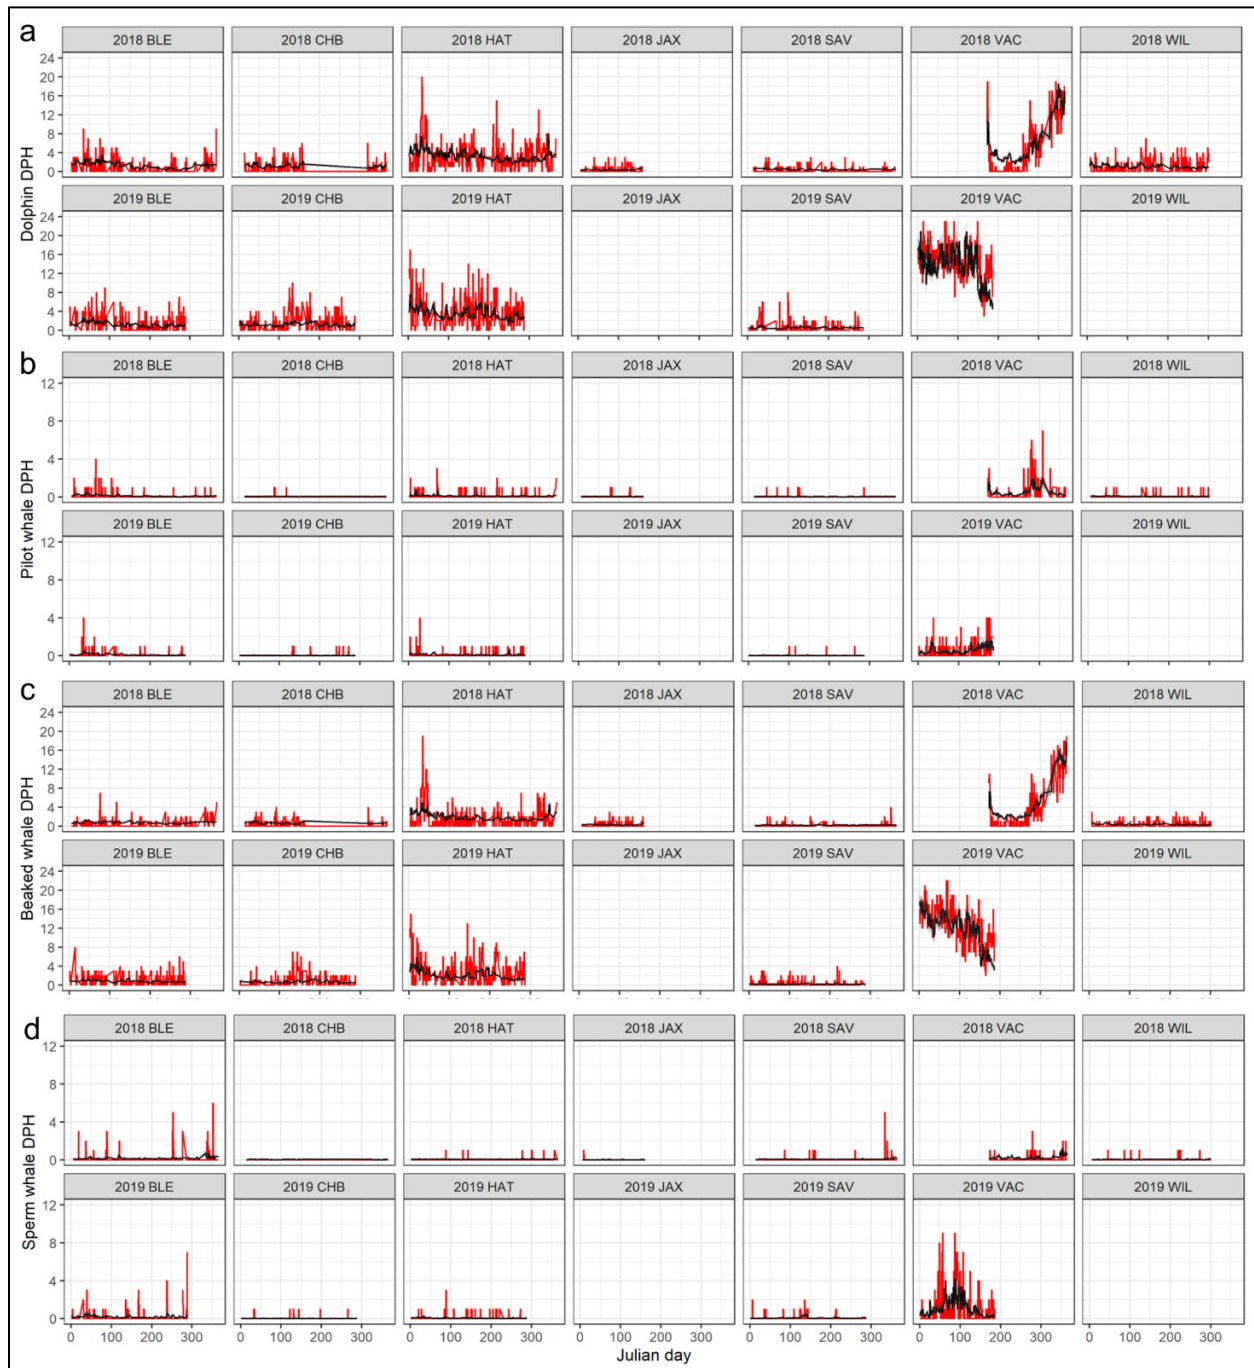 a
2018 BLE 2018 CHB 2018 HAT 2018 JAX 2018 SAV 2018 VAC 2018 WIL
24
20
16
12
8
4
0
Dolphin DPH
2019 BLE 2019 CHB 2019 HAT 2019 JAX 2019 SAV 2019 VAC 2019 WIL
24
20
16
12
8
4
0
b
2018 BLE 2018 CHB 2018 HAT 2018 JAX 2018 SAV 2018 VAC 2018 WIL
12
8
4
0
Pilot whale DPH
2019 BLE 2019 CHB 2019 HAT 2019 JAX 2019 SAV 2019 VAC 2019 WIL
12
8
4
0
c
2018 BLE 2018 CHB 2018 HAT 2018 JAX 2018 SAV 2018 VAC 2018 WIL
24
20
16
12
8
4
0
Beaked whale DPH
2019 BLE 2019 CHB 2019 HAT 2019 JAX 2019 SAV 2019 VAC 2019 WIL
24
20
16
12
8
4
0
d
2018 BLE 2018 CHB 2018 HAT 2018 JAX 2018 SAV 2018 VAC 2018 WIL
12
8
4
0
Sperm whale DPH
2019 BLE 2019 CHB 2019 HAT 2019 JAX 2019 SAV 2019 VAC 2019 WIL
12
8
4
0
0 100 200 300 0 100 200 300 0 100 200 300 0 100 200 300 0 100 200 300 0 100 200 300 0 100 200 300
Julian day